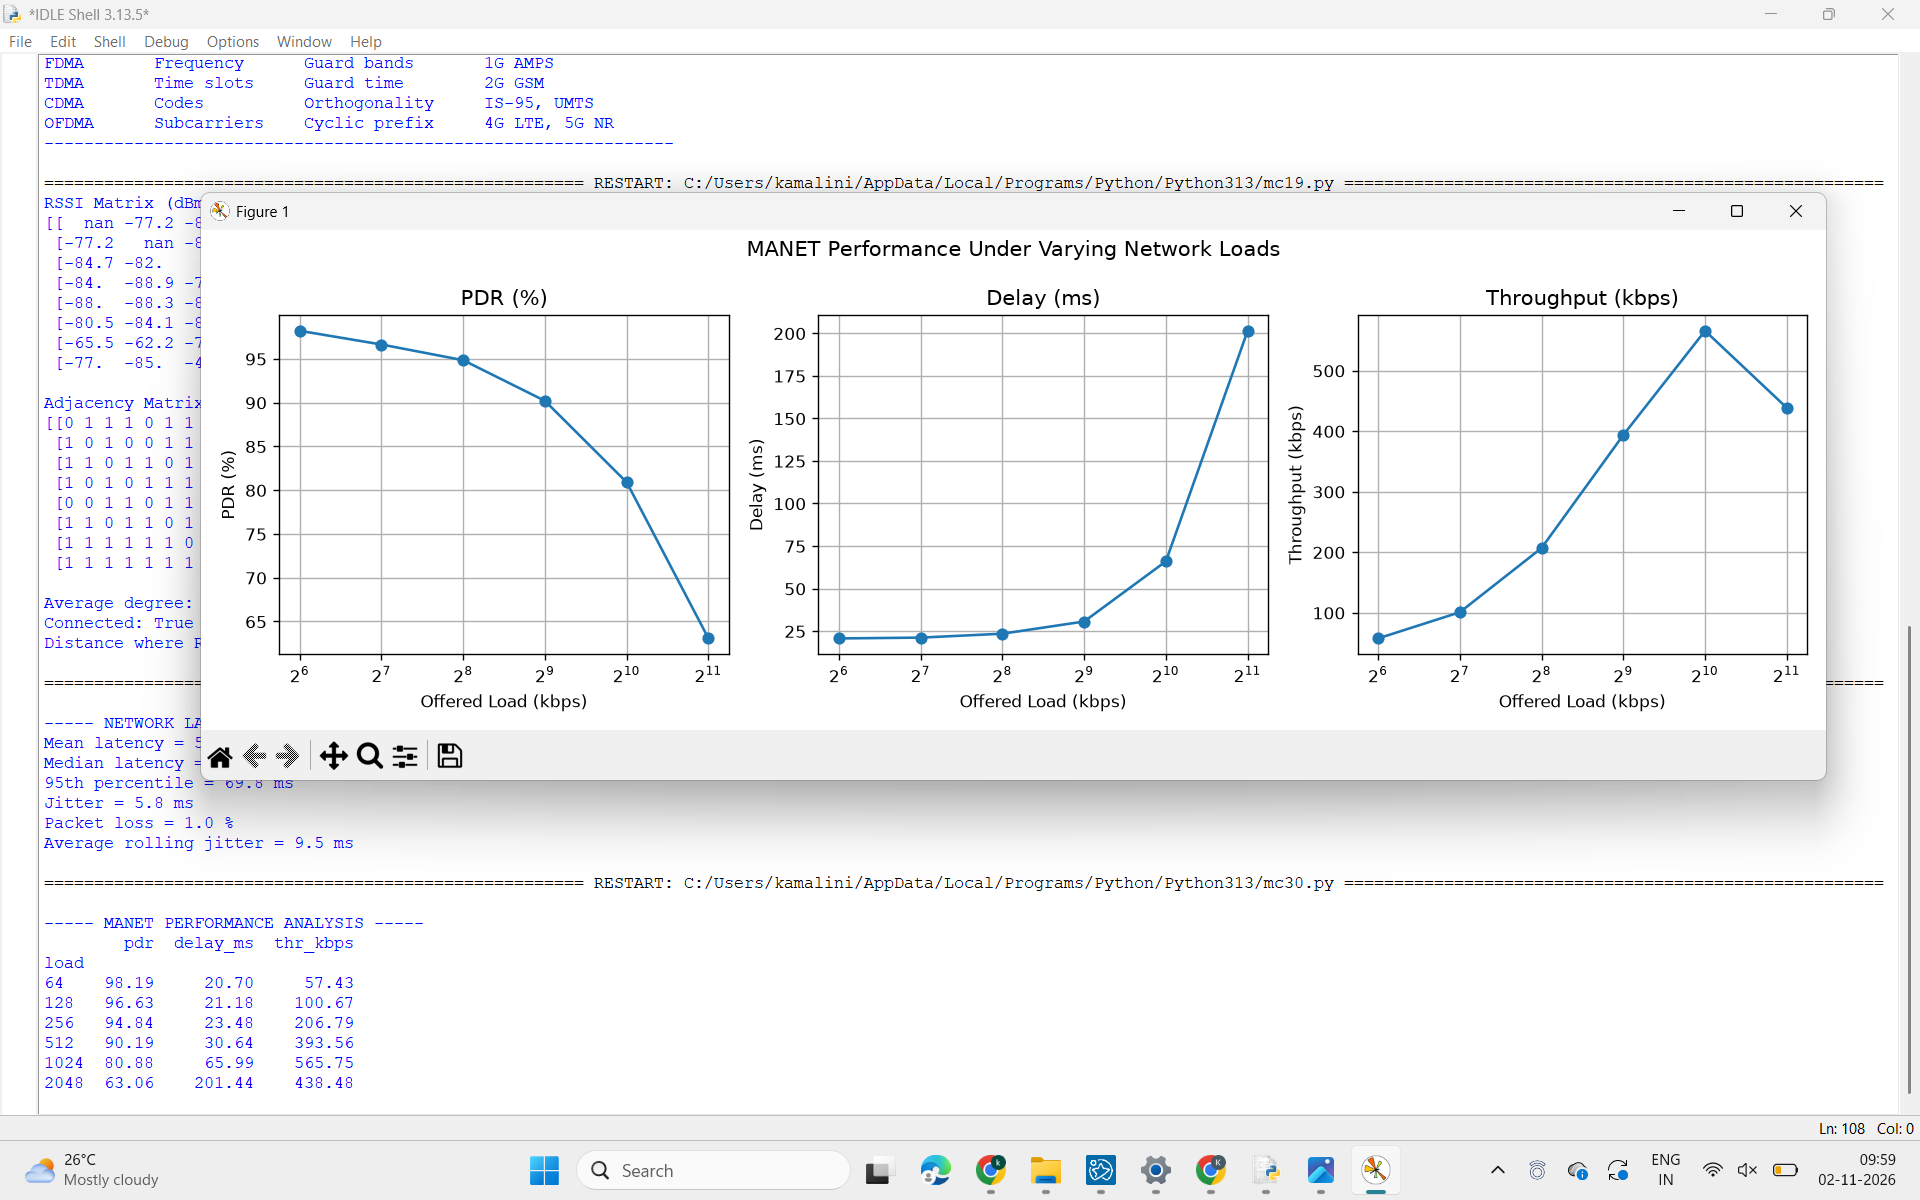 *IDLE Shell 3.13.5*
File Edit Shell Debug Options Window Help
FDMA Frequency Guard bands 1G AMPS
TDMA Time slots Guard time 2G GSM
CDMA Codes Orthogonality IS-95, UMTS
OFDMA Subcarriers Cyclic prefix 4G LTE, 5G NR
---------------------------------------------------------------
====================================================== RESTART: C:/Users/kamalini/AppData/Local/Programs/Python/Python313/mc19.py ======================================================
RSSI Matrix (dBm
[[ nan -77.2 -8
[-77.2 nan -8
[-84.7 -82.
[-84. -88.9 -7
[-88. -88.3 -8
[-80.5 -84.1 -8
[-65.5 -62.2 -7
[-77. -85. -4
Adjacency Matrix
[[0 1 1 1 0 1 1
[1 0 1 0 0 1 1
[1 1 0 1 1 0 1
[1 0 1 0 1 1 1
[0 0 1 1 0 1 1
[1 1 0 1 1 0 1
[1 1 1 1 1 1 0
[1 1 1 1 1 1 1
Average degree:
Connected: True
Distance where R
----- NETWORK LA
Mean latency = 5
Median latency =
95th percentile = 69.8 ms
Jitter = 5.8 ms
Packet loss = 1.0 %
Average rolling jitter = 9.5 ms
====================================================== RESTART: C:/Users/kamalini/AppData/Local/Programs/Python/Python313/mc30.py ======================================================
----- MANET PERFORMANCE ANALYSIS -----
pdr delay_ms thr_kbps
load
64 98.19 20.70 57.43
128 96.63 21.18 100.67
256 94.84 23.48 206.79
512 90.19 30.64 393.56
1024 80.88 65.99 565.75
2048 63.06 201.44 438.48
Figure 1
MANET Performance Under Varying Network Loads
PDR (%)
PDR (%)
95
90
85
80
75
70
65
2⁶ 2⁷ 2⁸ 2⁹ 2¹⁰ 2¹¹
Offered Load (kbps)
Delay (ms)
Delay (ms)
200
175
150
125
100
75
50
25
2⁶ 2⁷ 2⁸ 2⁹ 2¹⁰ 2¹¹
Offered Load (kbps)
Throughput (kbps)
Throughput (kbps)
500
400
300
200
100
2⁶ 2⁷ 2⁸ 2⁹ 2¹⁰ 2¹¹
Offered Load (kbps)
Ln: 108 Col: 0
26°C
Mostly cloudy
Search
ENG
IN
09:59
02-11-2026